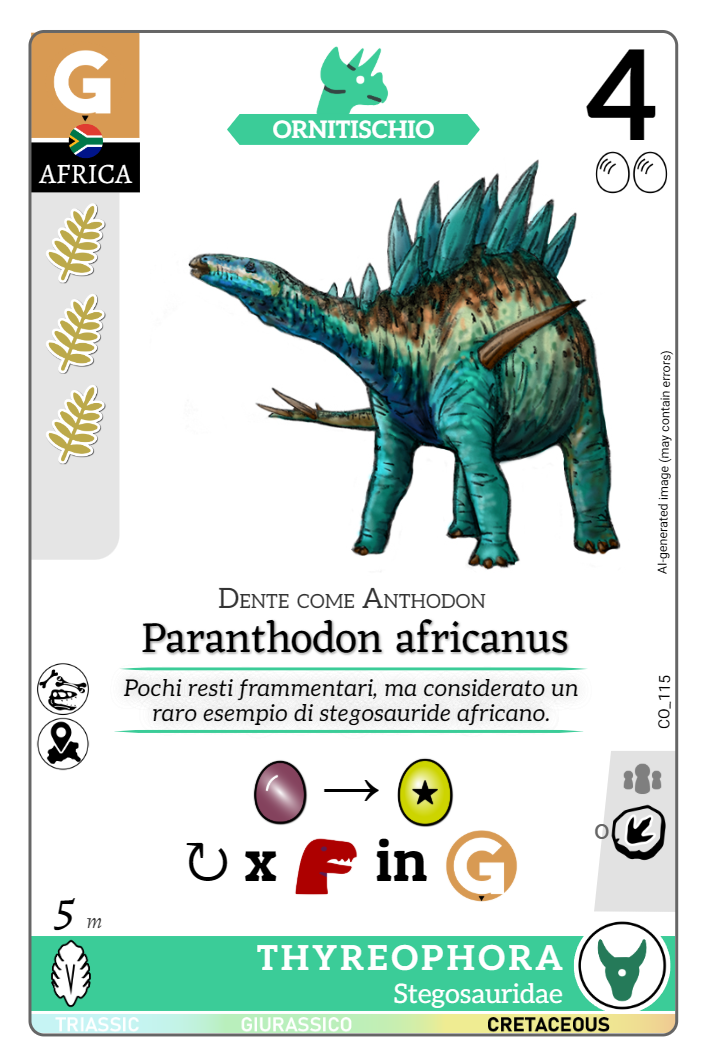 G
AFRICA
ORNITISCHIO
4
AI-generated image (may contain errors)
DENTE COME ANTHODON
Paranthodon africanus
Pochi resti frammentari, ma considerato un
raro esempio di stegosauride africano.
CO_115
x in G
o
5 m
THYREOPHORA
Stegosauridae
TRIASSIC GIURASSICO CRETACEOUS